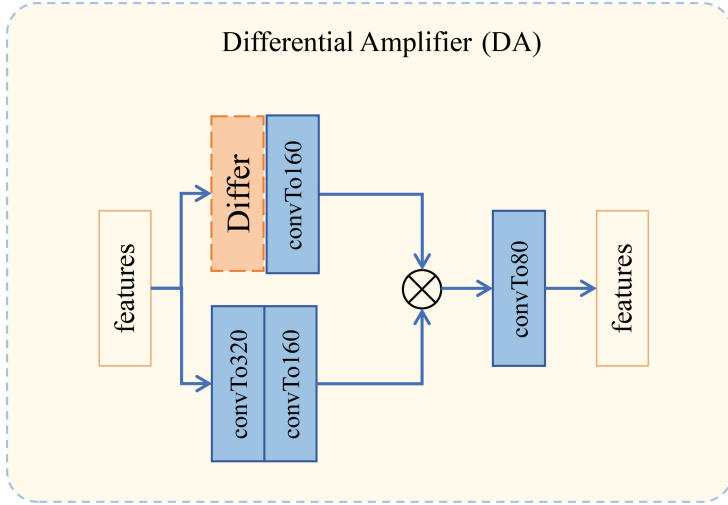 Differential Amplifier (DA)
features
Differ
convTo160
convTo320
convTo160
convTo80
features